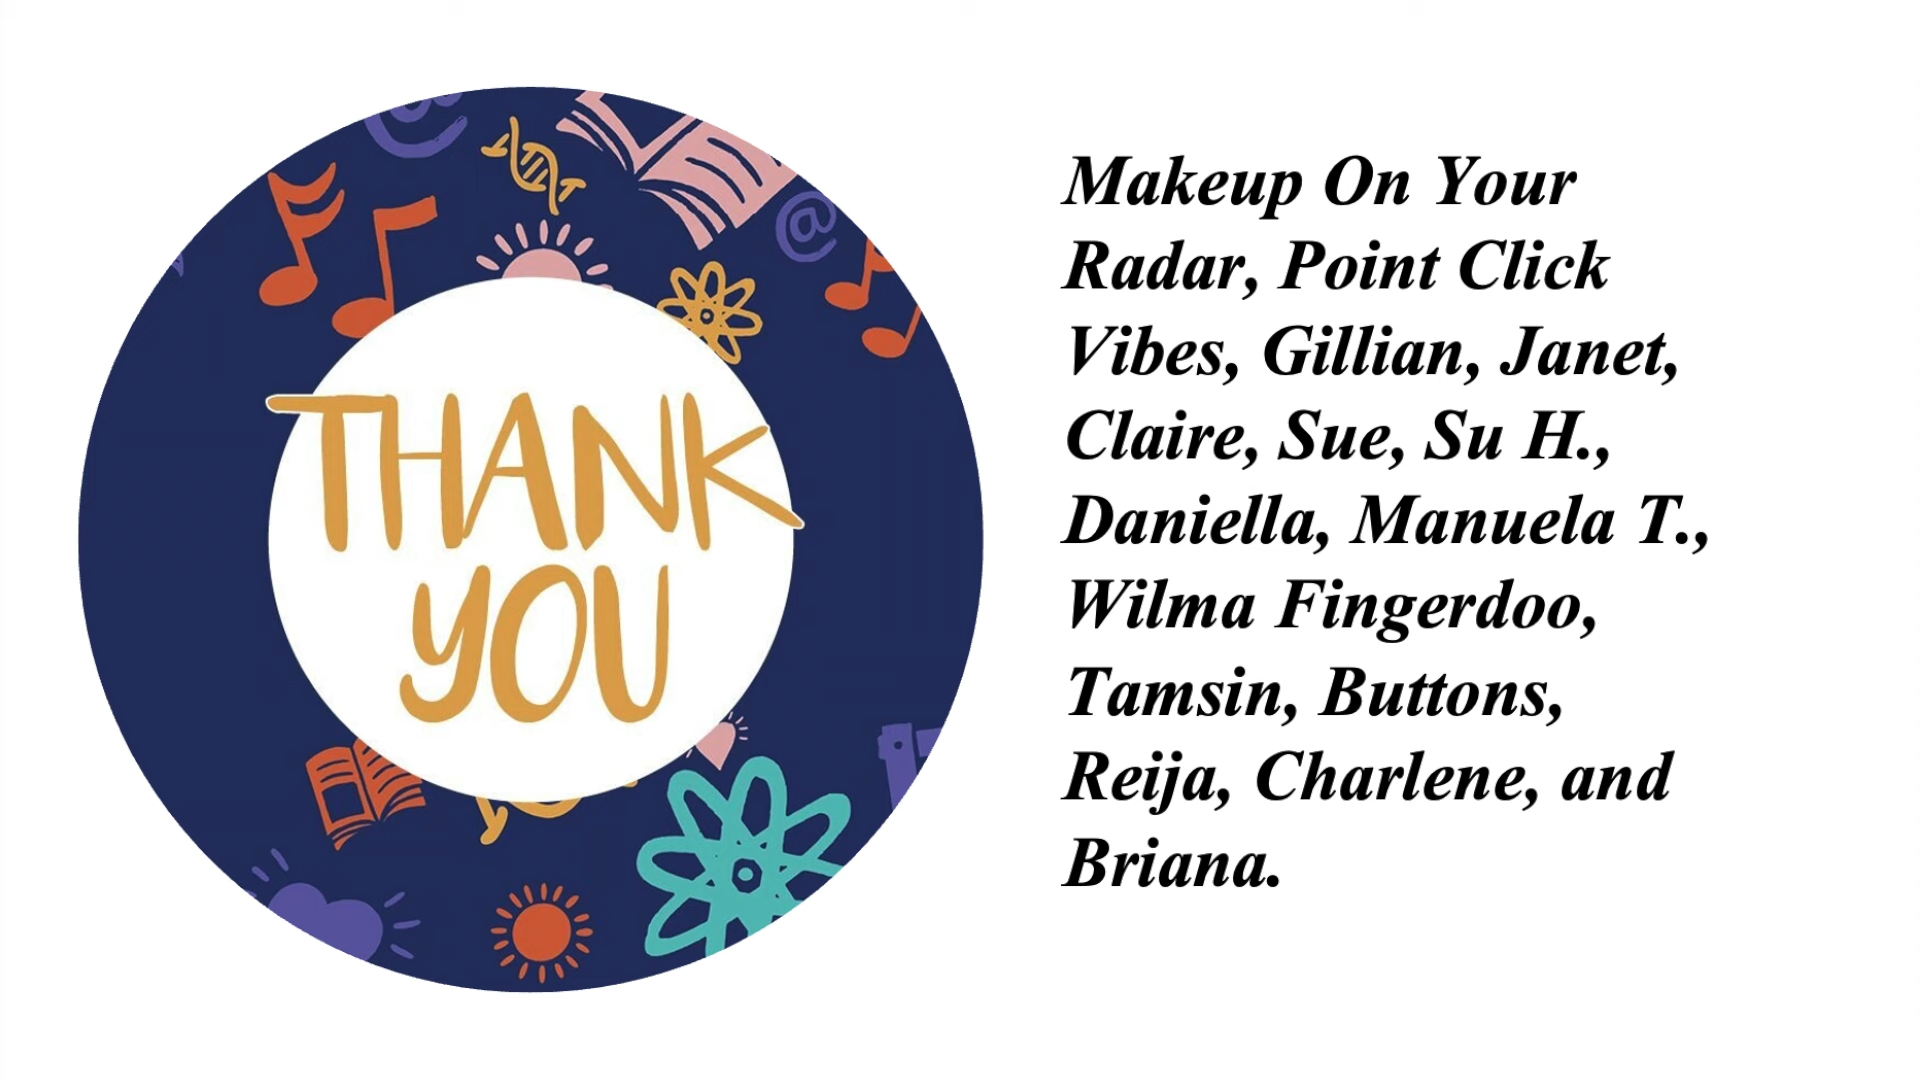 THANK
YOU
Makeup On Your
Radar, Point Click
Vibes, Gillian, Janet,
Claire, Sue, Su H.,
Daniella, Manuela T.,
Wilma Fingerdoo,
Tamsin, Buttons,
Reija, Charlene, and
Briana.